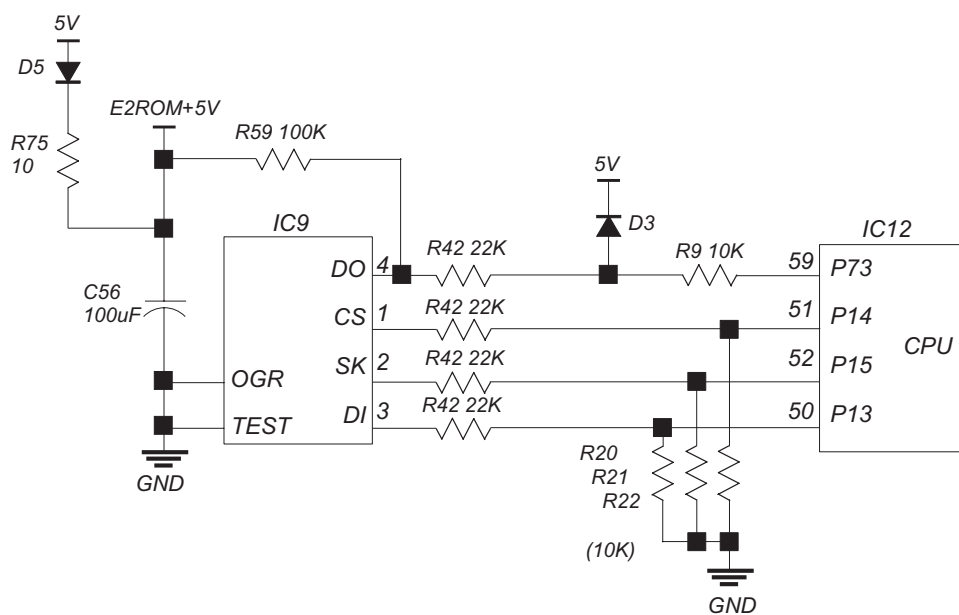 5V
D5
R75
10
E2ROM+5V
R59 100K
C56
100uF
IC9
DO
CS
SK
DI
OGR
TEST
4
1
2
3
GND
R42 22K
R42 22K
R42 22K
R42 22K
5V
D3
R9 10K
IC12
59
51
52
50
P73
P14
P15
P13
CPU
R20
R21
R22
(10K)
GND